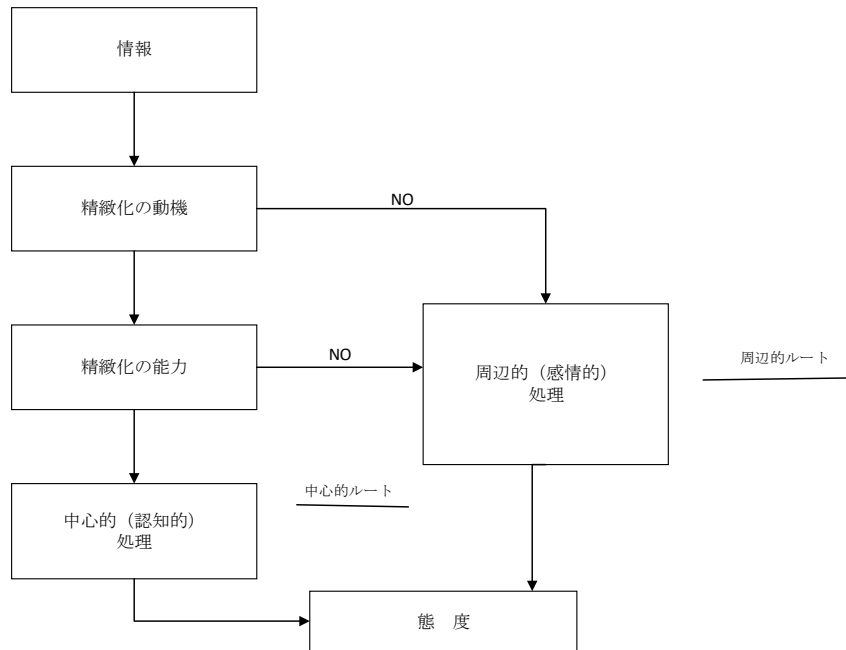 情報
精緻化の動機
NO
精緻化の能力
NO
周辺的（感情的）
処理
周辺的ルート
中心的ルート
中心的（認知的）
処理
態　度